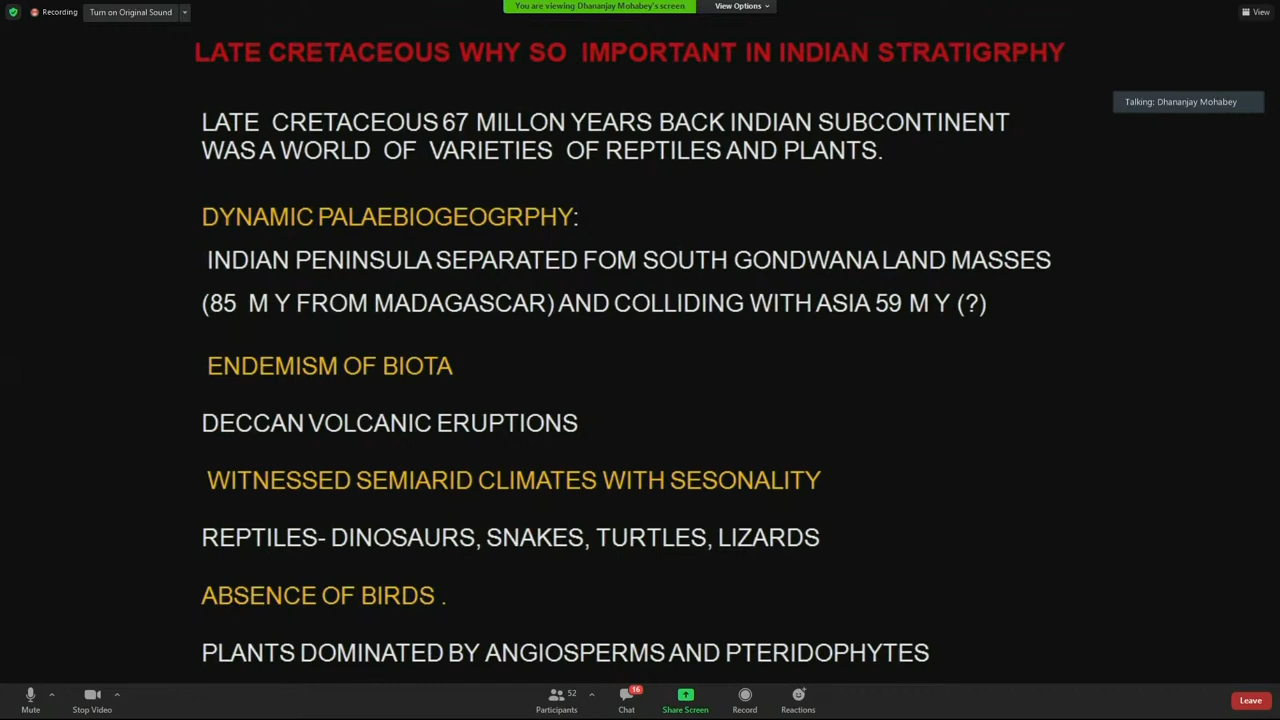 Recording
Turn on Original Sound
You are viewing Dhananjay Mohabey's screen
View Options
View
LATE CRETACEOUS WHY SO IMPORTANT IN INDIAN STRATIGRPHY
Talking: Dhananjay Mohabey
LATE CRETACEOUS 67 MILLON YEARS BACK INDIAN SUBCONTINENT
WAS A WORLD OF VARIETIES OF REPTILES AND PLANTS.
DYNAMIC PALAEBIOGEOGRPHY:
INDIAN PENINSULA SEPARATED FOM SOUTH GONDWANA LAND MASSES
(85 M Y FROM MADAGASCAR) AND COLLIDING WITH ASIA 59 M Y (?)
ENDEMISM OF BIOTA
DECCAN VOLCANIC ERUPTIONS
WITNESSED SEMIARID CLIMATES WITH SESONALITY
REPTILES- DINOSAURS, SNAKES, TURTLES, LIZARDS
ABSENCE OF BIRDS .
PLANTS DOMINATED BY ANGIOSPERMS AND PTERIDOPHYTES
52
16
Mute
Stop Video
Participants
Chat
Share Screen
Record
Reactions
Leave